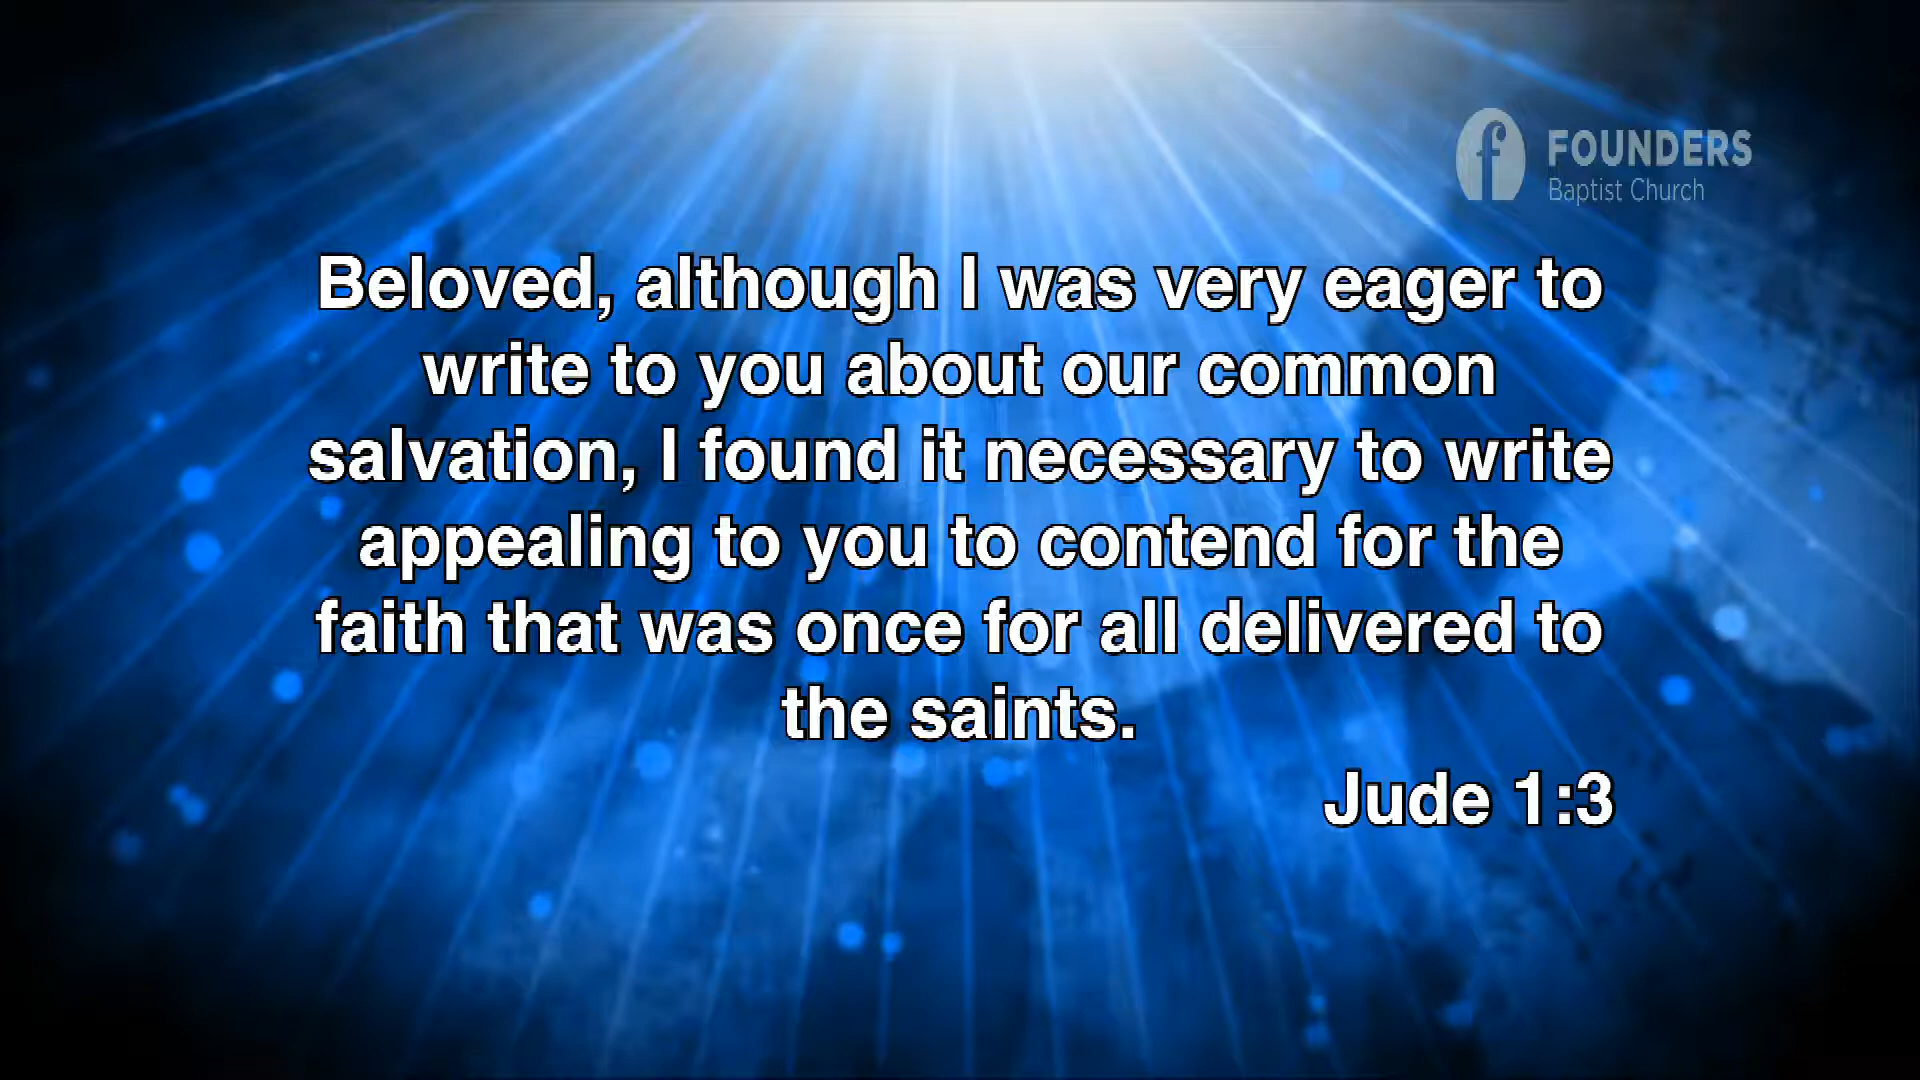 FOUNDERS
Baptist Church
Beloved, although I was very eager to
write to you about our common
salvation, I found it necessary to write
appealing to you to contend for the
faith that was once for all delivered to
the saints.
Jude 1:3